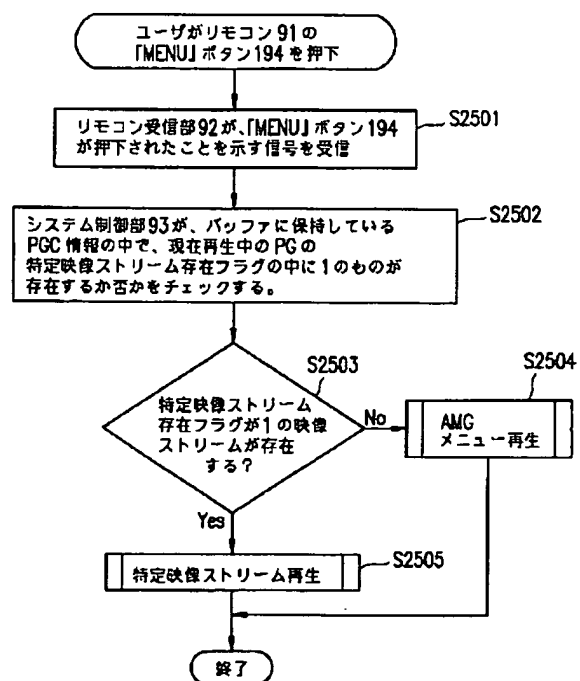 ユーザがリモコン91の
「MENU」ボタン194を押下
S2501
リモコン受信部92が、「MENU」ボタン194
が押下されたことを示す信号を受信
S2502
システム制御部93が、バッファに保持している
PGC情報の中で、現在再生中のPGの
特定映像ストリーム存在フラグの中に1のものが
存在するか否かをチェックする。
S2503
特定映像ストリーム
存在フラグが1の映像
ストリームが存在
する?
No
S2504
AMG
メニュー再生
Yes
S2505
特定映像ストリーム再生
終了